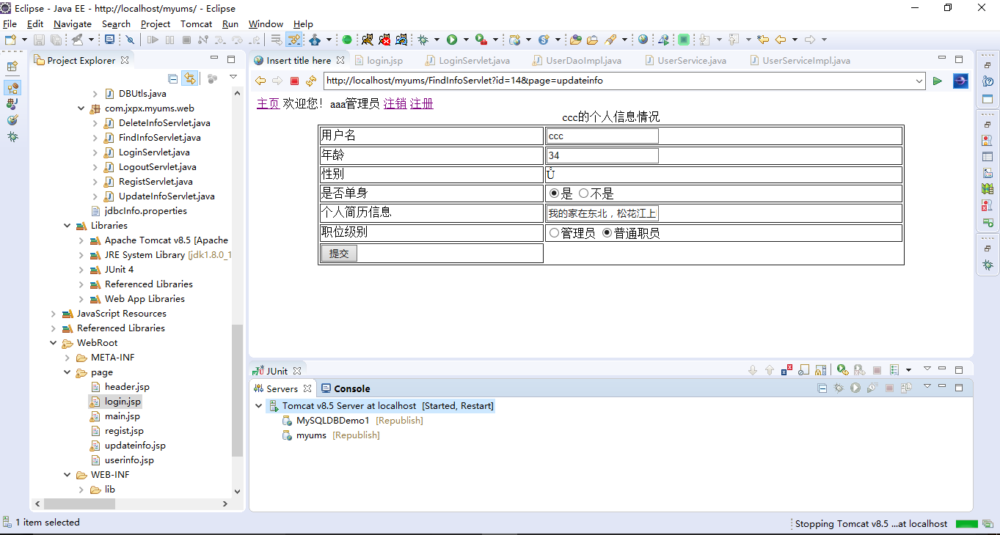 Eclipse - Java EE - http://localhost/myums/ - Eclipse
File Edit Navigate Search Project Tomcat Run Window Help
Project Explorer
Insert title here login.jsp LoginServlet.java UserDaoImpl.java UserService.java UserServiceImpl.java
http://localhost/myums/FindInfoServlet?id=14&page=updateinfo
DBUtls.java
com.jxpx.myums.web
DeleteInfoServlet.java
FindInfoServlet.java
LoginServlet.java
LogoutServlet.java
RegistServlet.java
UpdateInfoServlet.java
jdbcInfo.properties
Libraries
Apache Tomcat v8.5 [Apache
JRE System Library [jdk1.8.0_1
JUnit 4
Referenced Libraries
Web App Libraries
JavaScript Resources
Referenced Libraries
WebRoot
META-INF
page
header.jsp
login.jsp
main.jsp
regist.jsp
updateinfo.jsp
userinfo.jsp
WEB-INF
lib
主页 欢迎您！aaa管理员 注销 注册
ccc的个人信息情况
用户名 ccc
年龄 34
性别 Ů
是否单身 是 不是
个人简历信息 我的家在东北，松花江上
职位级别 管理员 普通职员
提交
JUnit
Servers Console
Tomcat v8.5 Server at localhost [Started, Restart]
MySQLDBDemo1 [Republish]
myums [Republish]
1 item selected
Stopping Tomcat v8.5 ...at localhost